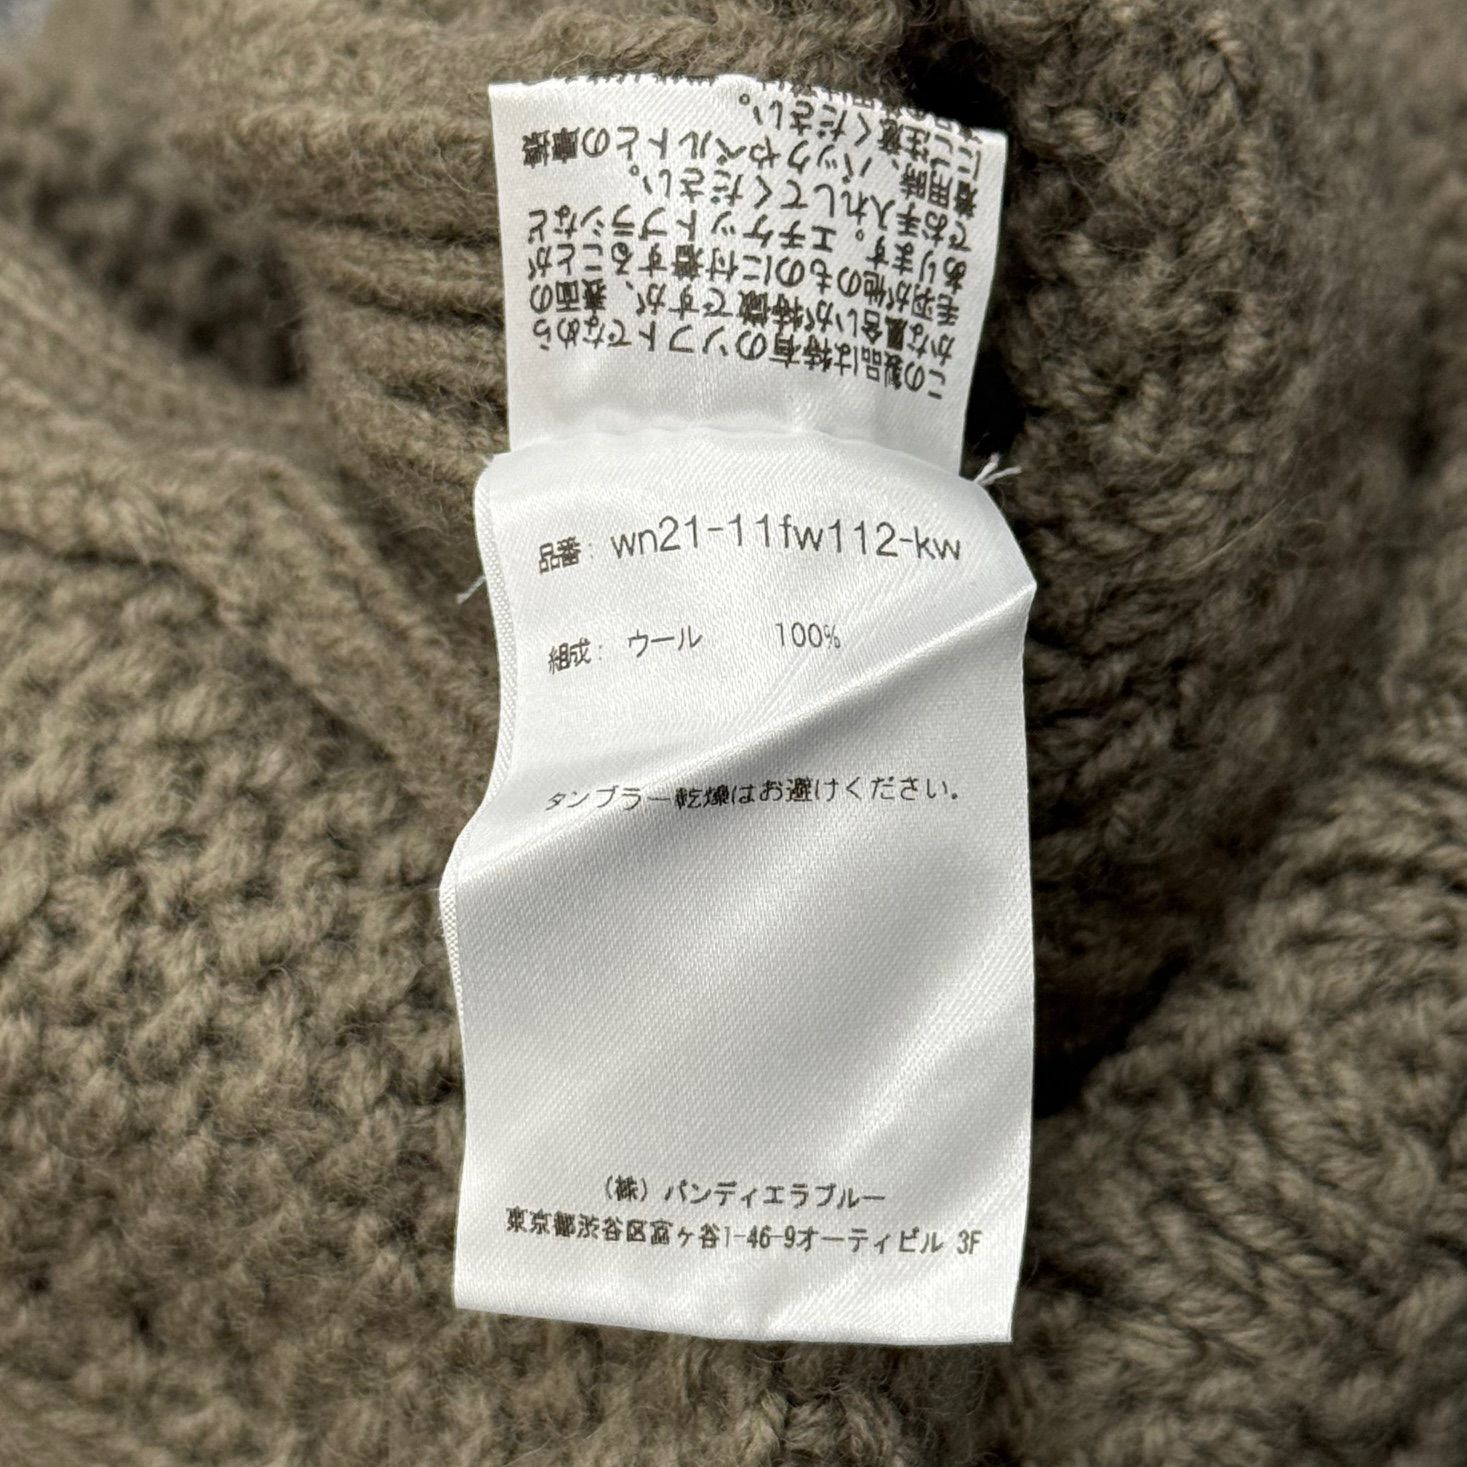 この製品は特有のソフトでなめら
かな風合いが特徴ですが、表面の
毛羽が他のものに付着することが
あります。エチケットブラシなど
でお手入れしてください。
着用時、バッグやベルトとの摩擦
にご注意ください。
品番: wn21-11fw112-kw
組成: ウール 100%
タンブラー乾燥はお避けください.
(株) パンディエラブルー
東京都渋谷区富ヶ谷1-46-9オーティビル 3F